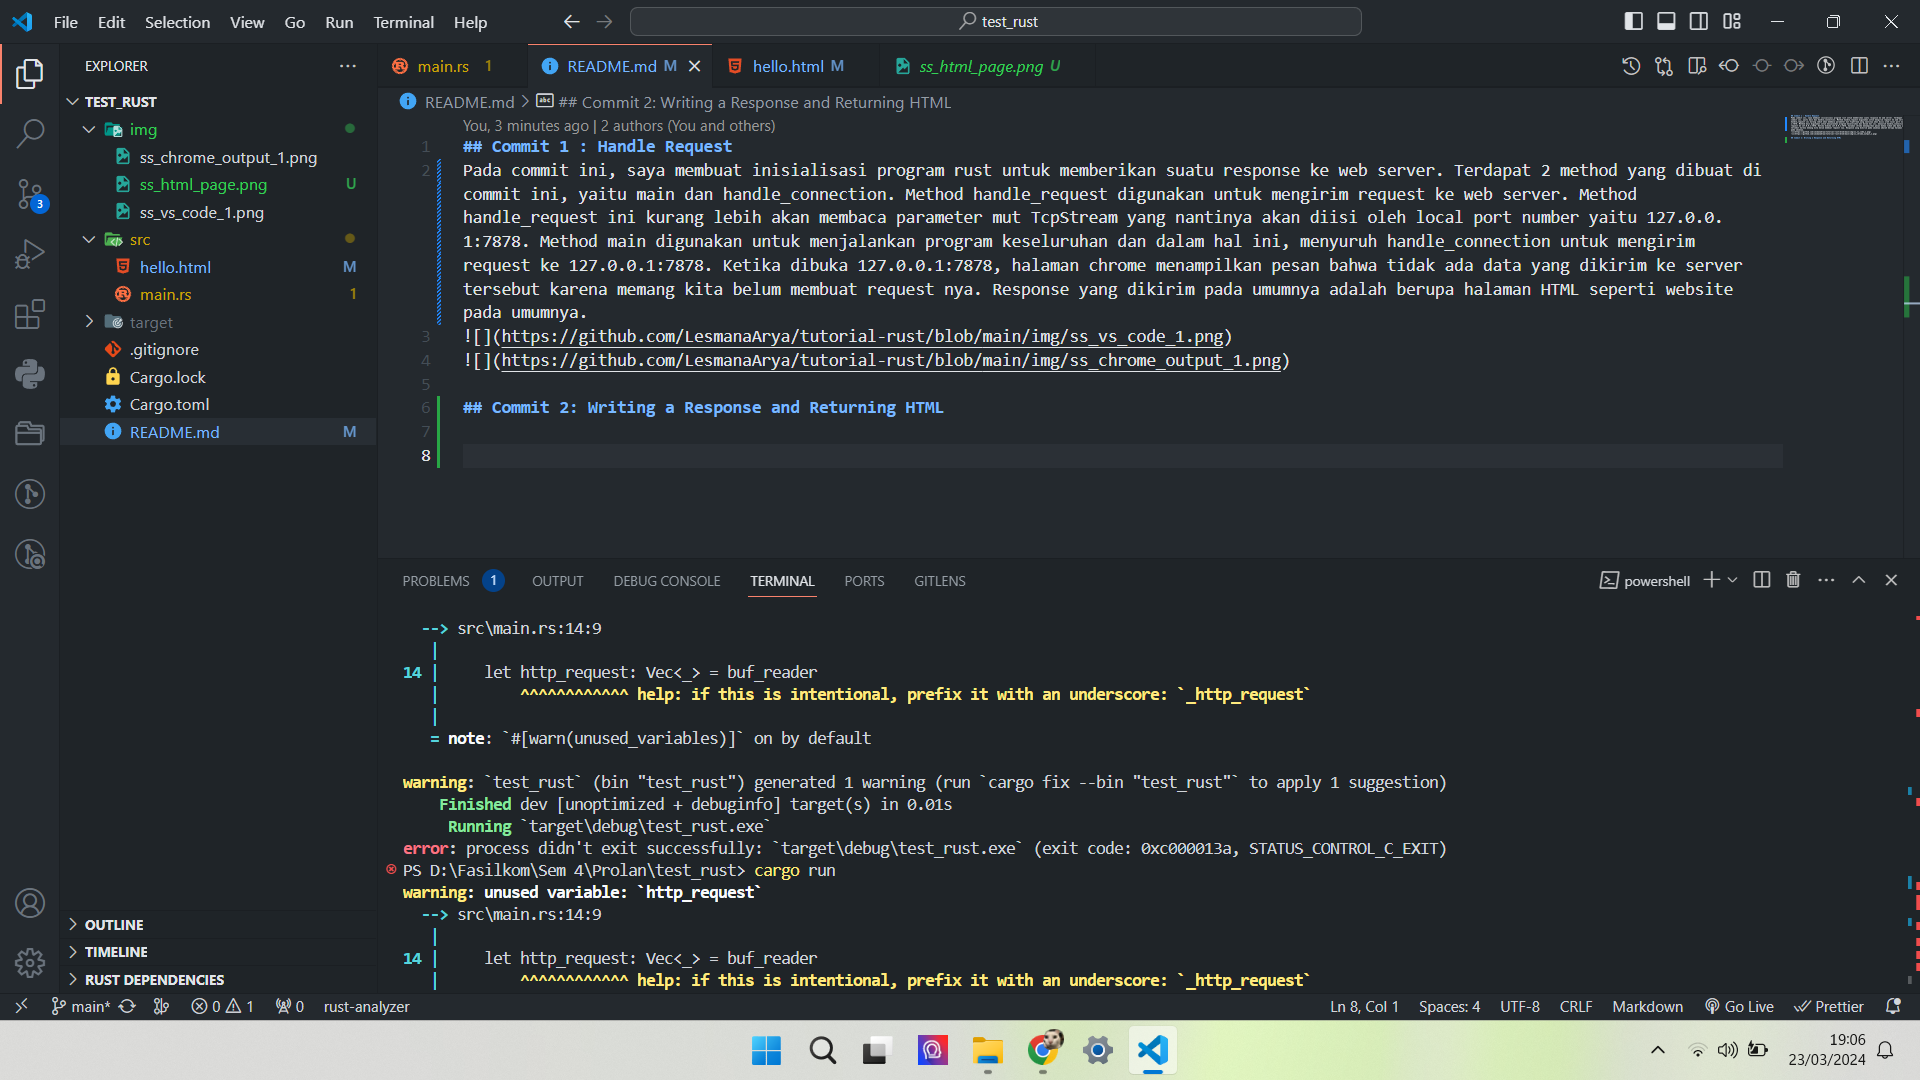 File Edit Selection View Go Run Terminal Help
test_rust
EXPLORER
TEST_RUST
img
ss_chrome_output_1.png
ss_html_page.png U
ss_vs_code_1.png
src
hello.html M
main.rs 1
target
.gitignore
Cargo.lock
Cargo.toml
README.md M
OUTLINE
TIMELINE
RUST DEPENDENCIES
3
main.rs 1 README.md M hello.html M ss_html_page.png U
README.md > ## Commit 2: Writing a Response and Returning HTML
You, 3 minutes ago | 2 authors (You and others)
1 ## Commit 1 : Handle Request
2 Pada commit ini, saya membuat inisialisasi program rust untuk memberikan suatu response ke web server. Terdapat 2 method yang dibuat di
commit ini, yaitu main dan handle_connection. Method handle_request digunakan untuk mengirim request ke web server. Method
handle_request ini kurang lebih akan membaca parameter mut TcpStream yang nantinya akan diisi oleh local port number yaitu 127.0.0.
1:7878. Method main digunakan untuk menjalankan program keseluruhan dan dalam hal ini, menyuruh handle_connection untuk mengirim
request ke 127.0.0.1:7878. Ketika dibuka 127.0.0.1:7878, halaman chrome menampilkan pesan bahwa tidak ada data yang dikirim ke server
tersebut karena memang kita belum membuat request nya. Response yang dikirim pada umumnya adalah berupa halaman HTML seperti website
pada umumnya.
3 ![](https://github.com/LesmanaArya/tutorial-rust/blob/main/img/ss_vs_code_1.png)
4 ![](https://github.com/LesmanaArya/tutorial-rust/blob/main/img/ss_chrome_output_1.png)
5
6 ## Commit 2: Writing a Response and Returning HTML
7
8
PROBLEMS 1 OUTPUT DEBUG CONSOLE TERMINAL PORTS GITLENS
powershell
--> src\main.rs:14:9
|
14 | let http_request: Vec<_> = buf_reader
| ^^^^^^^^^^^^ help: if this is intentional, prefix it with an underscore: `_http_request`
|
= note: `#[warn(unused_variables)]` on by default
warning: `test_rust` (bin "test_rust") generated 1 warning (run `cargo fix --bin "test_rust"` to apply 1 suggestion)
Finished dev [unoptimized + debuginfo] target(s) in 0.01s
Running `target\debug\test_rust.exe`
error: process didn't exit successfully: `target\debug\test_rust.exe` (exit code: 0xc000013a, STATUS_CONTROL_C_EXIT)
PS D:\Fasilkom\Sem 4\Prolan\test_rust> cargo run
warning: unused variable: `http_request`
--> src\main.rs:14:9
|
14 | let http_request: Vec<_> = buf_reader
| ^^^^^^^^^^^^ help: if this is intentional, prefix it with an underscore: `_http_request`
main* 0 1 0 rust-analyzer Ln 8, Col 1 Spaces: 4 UTF-8 CRLF Markdown Go Live Prettier
19:06
23/03/2024